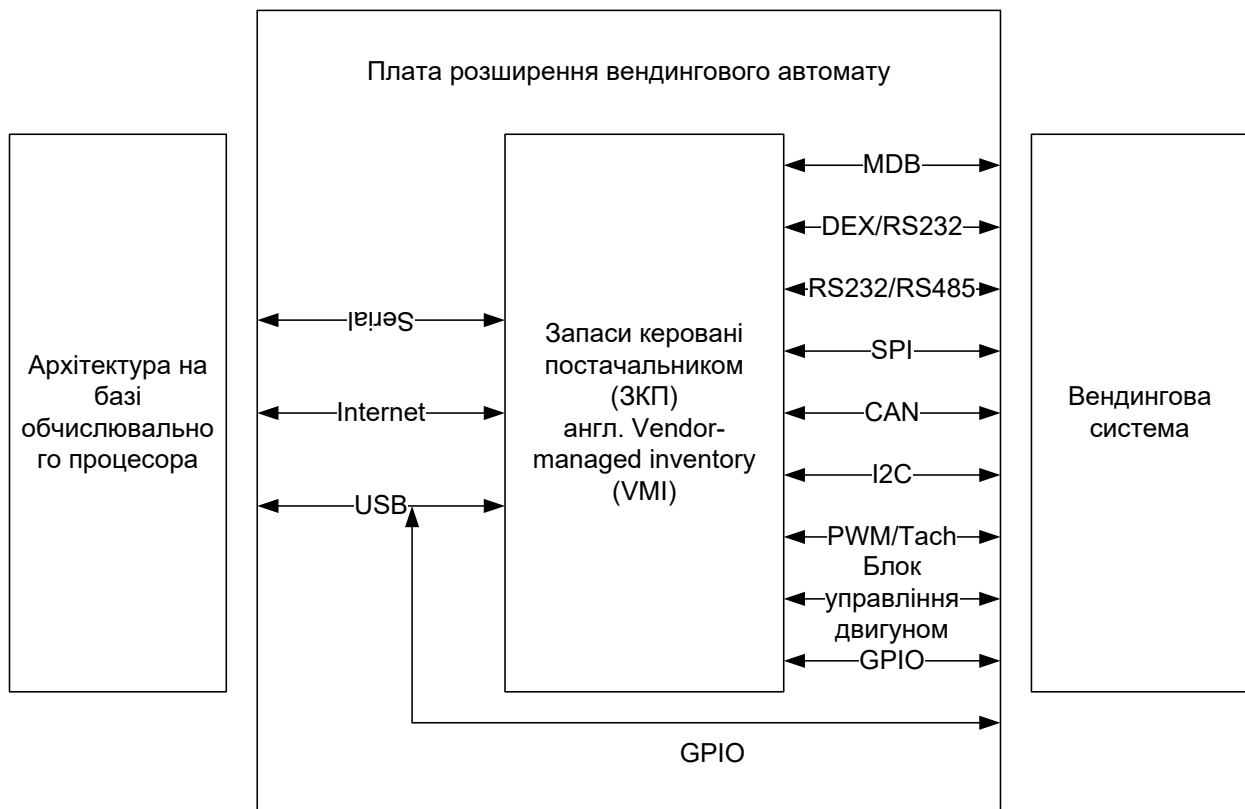 Плата розширення вендингового автомату
Архітектура на
базі
обчислювально
го процесора
Serial
Internet
USB
Запаси керовані
постачальником
(ЗКП)
англ. Vendor-
managed inventory
(VMI)
MDB
DEX/RS232
RS232/RS485
SPI
CAN
I2C
PWM/Tach
Блок
управління
двигуном
GPIO
GPIO
Вендингова
система